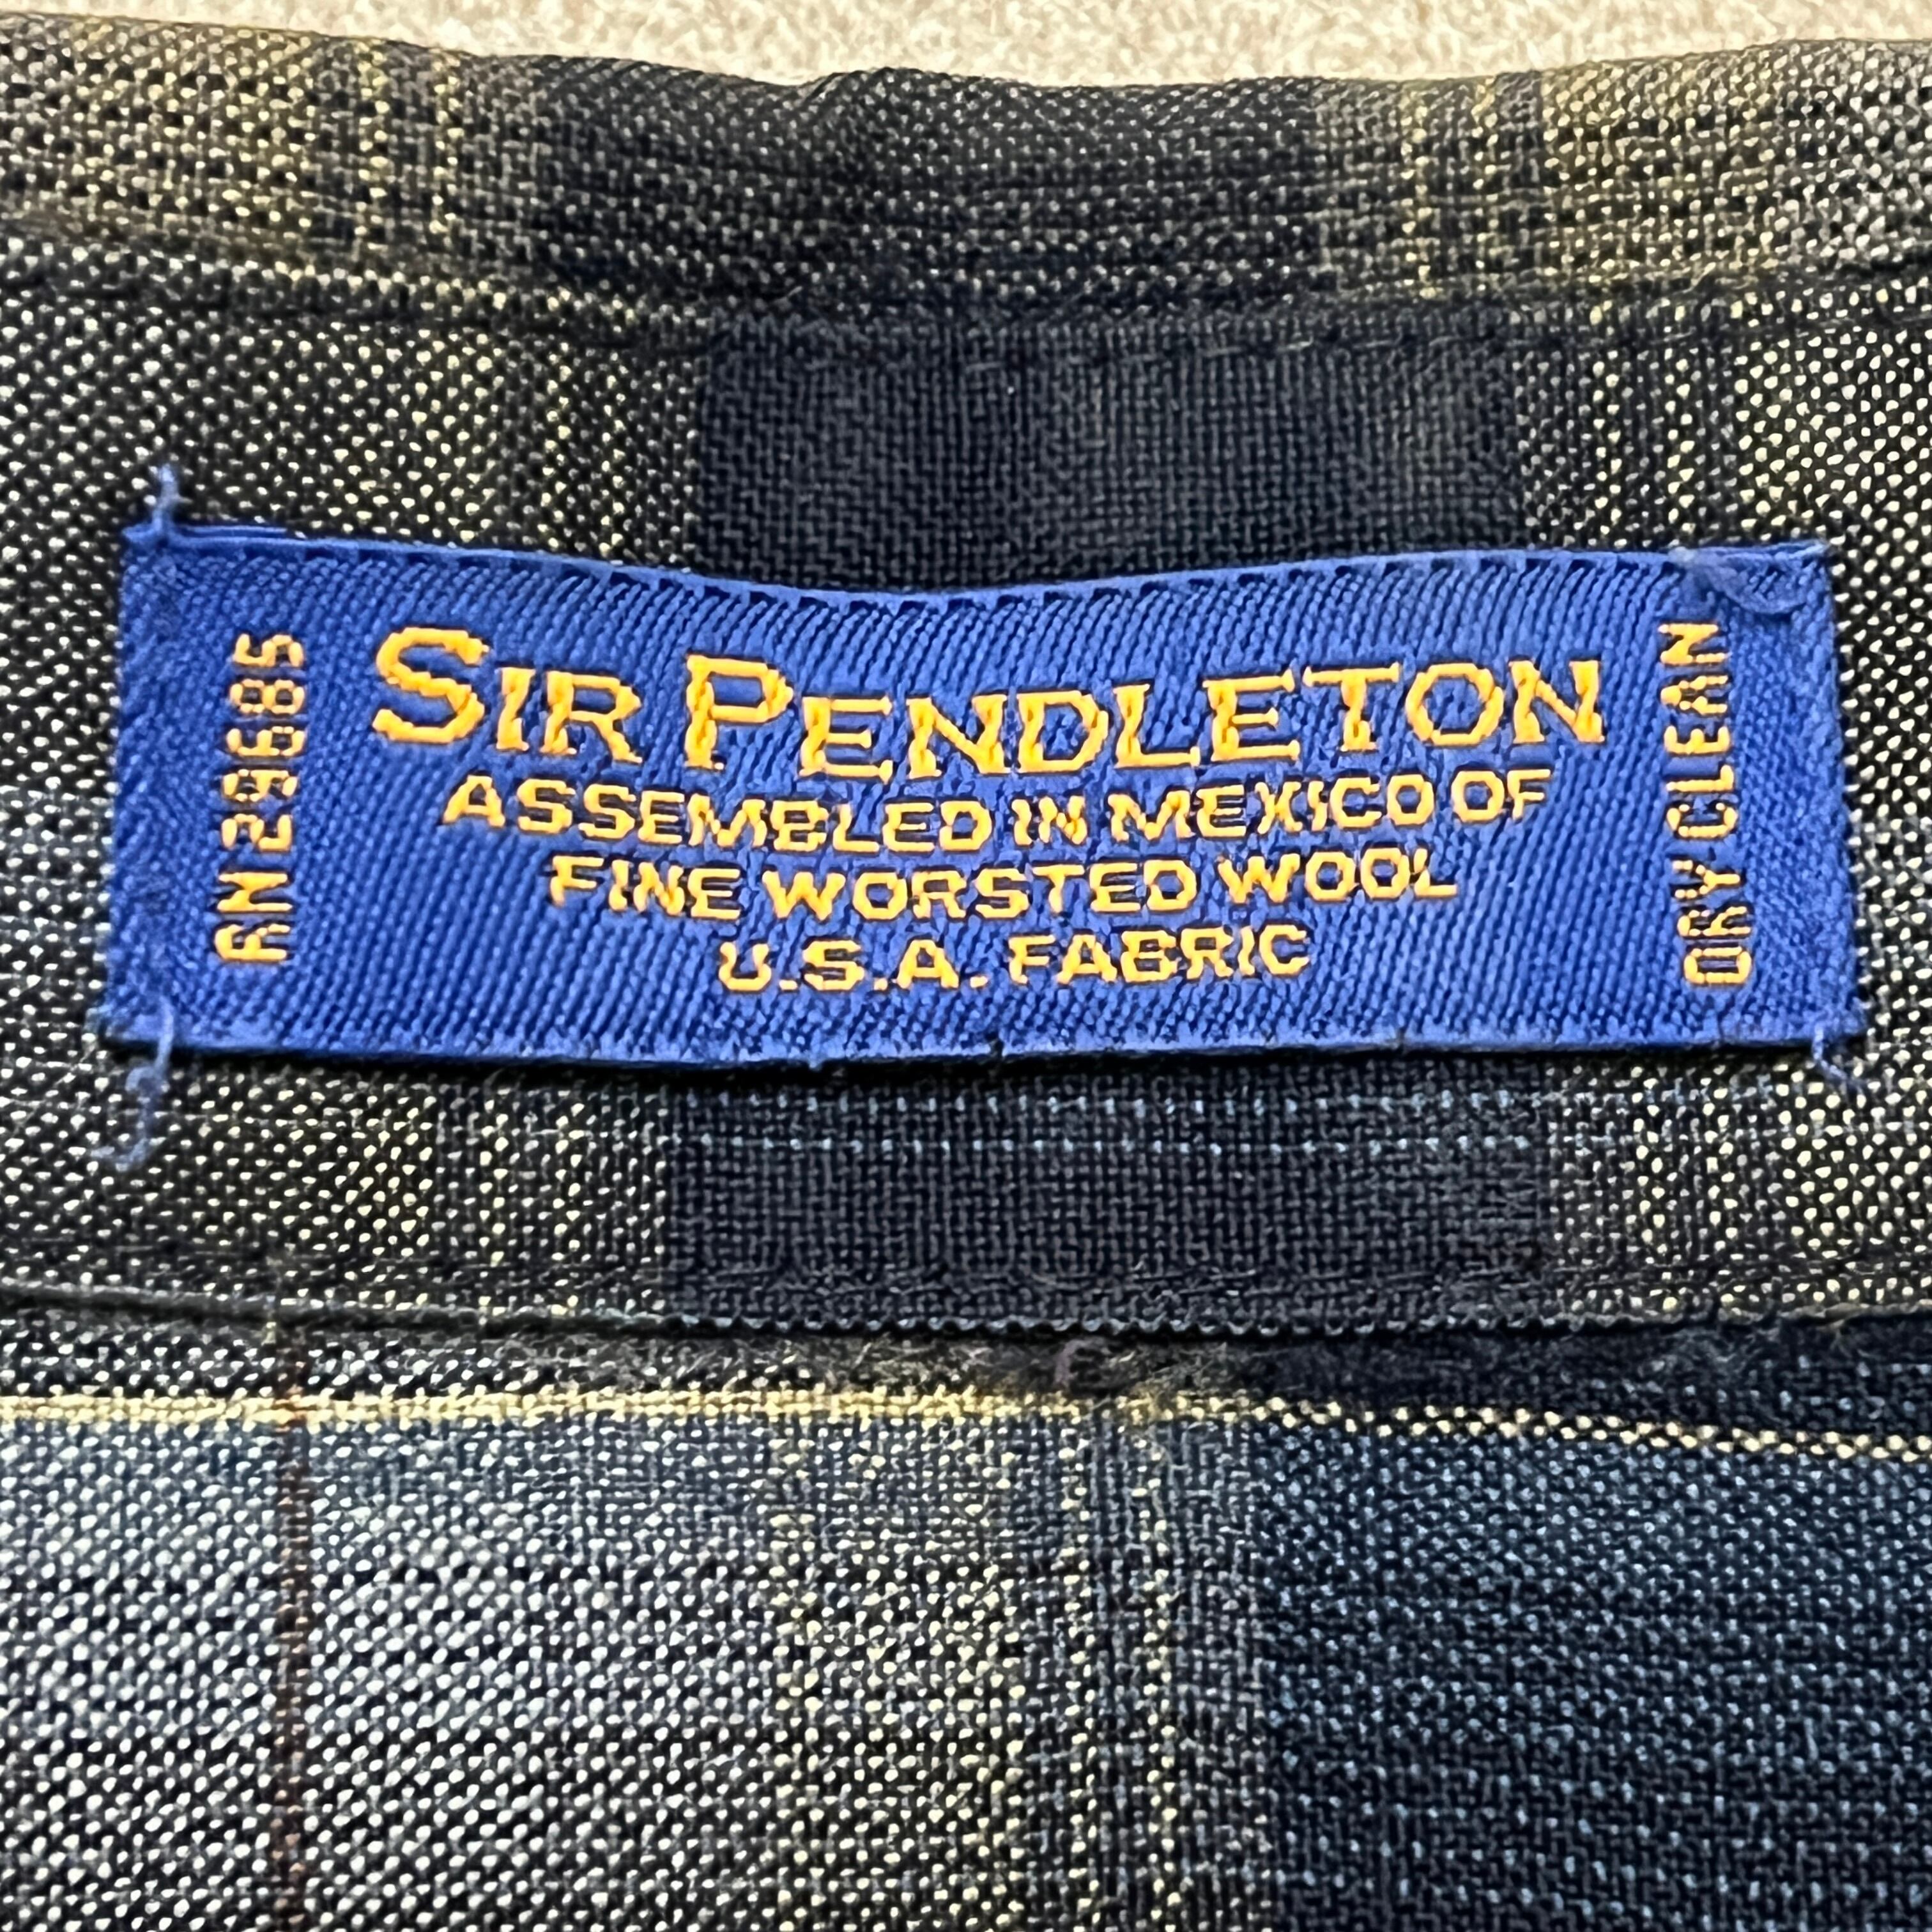 RN 29685
SIR PENDLETON
ASSEMBLED IN MEXICO OF
FINE WORSTED WOOL
U.S.A. FABRIC
DRY CLEAN